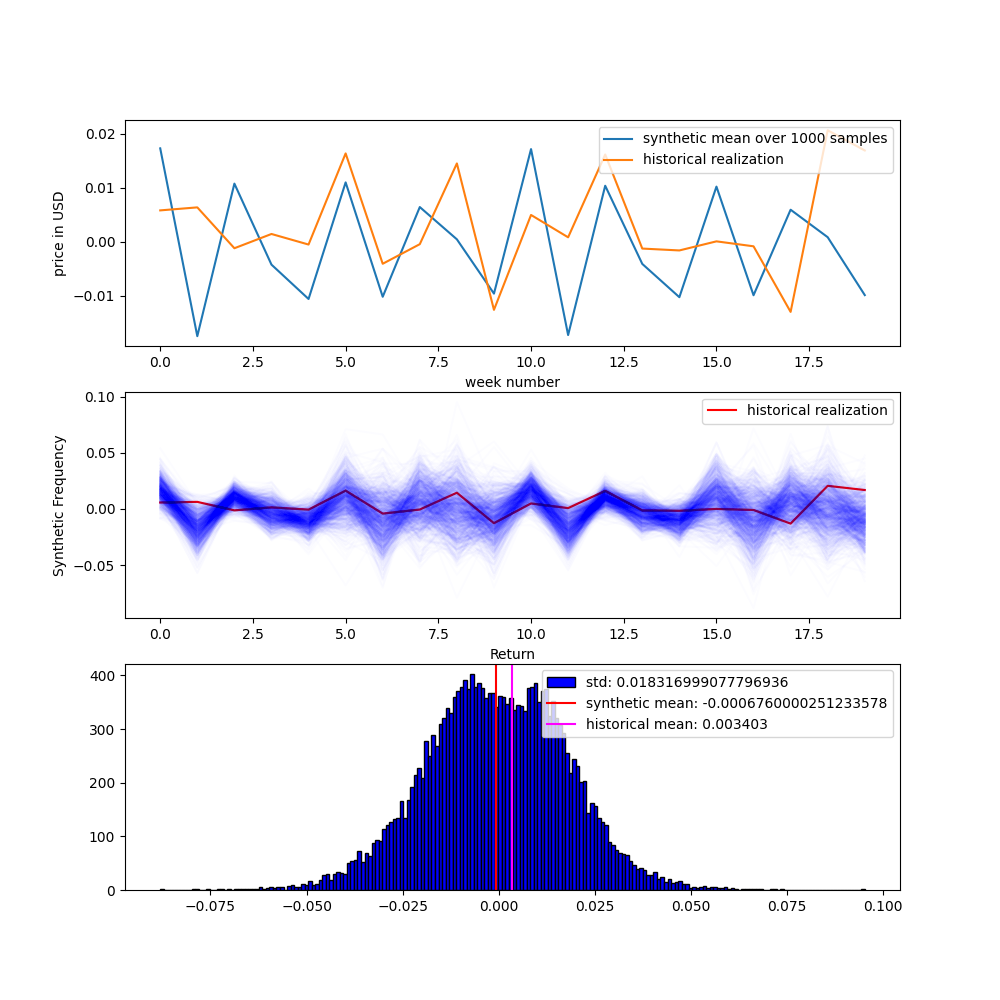 synthetic mean over 1000 samples
historical realization
0.02
0.01
0.00
−0.01
price in USD
0.0 2.5 5.0 7.5 10.0 12.5 15.0 17.5
week number
historical realization
0.10
0.05
0.00
−0.05
Synthetic Frequency
0.0 2.5 5.0 7.5 10.0 12.5 15.0 17.5
Return
std: 0.018316999077796936
synthetic mean: -0.0006760000251233578
historical mean: 0.003403
400
300
200
100
0
−0.075 −0.050 −0.025 0.000 0.025 0.050 0.075 0.100